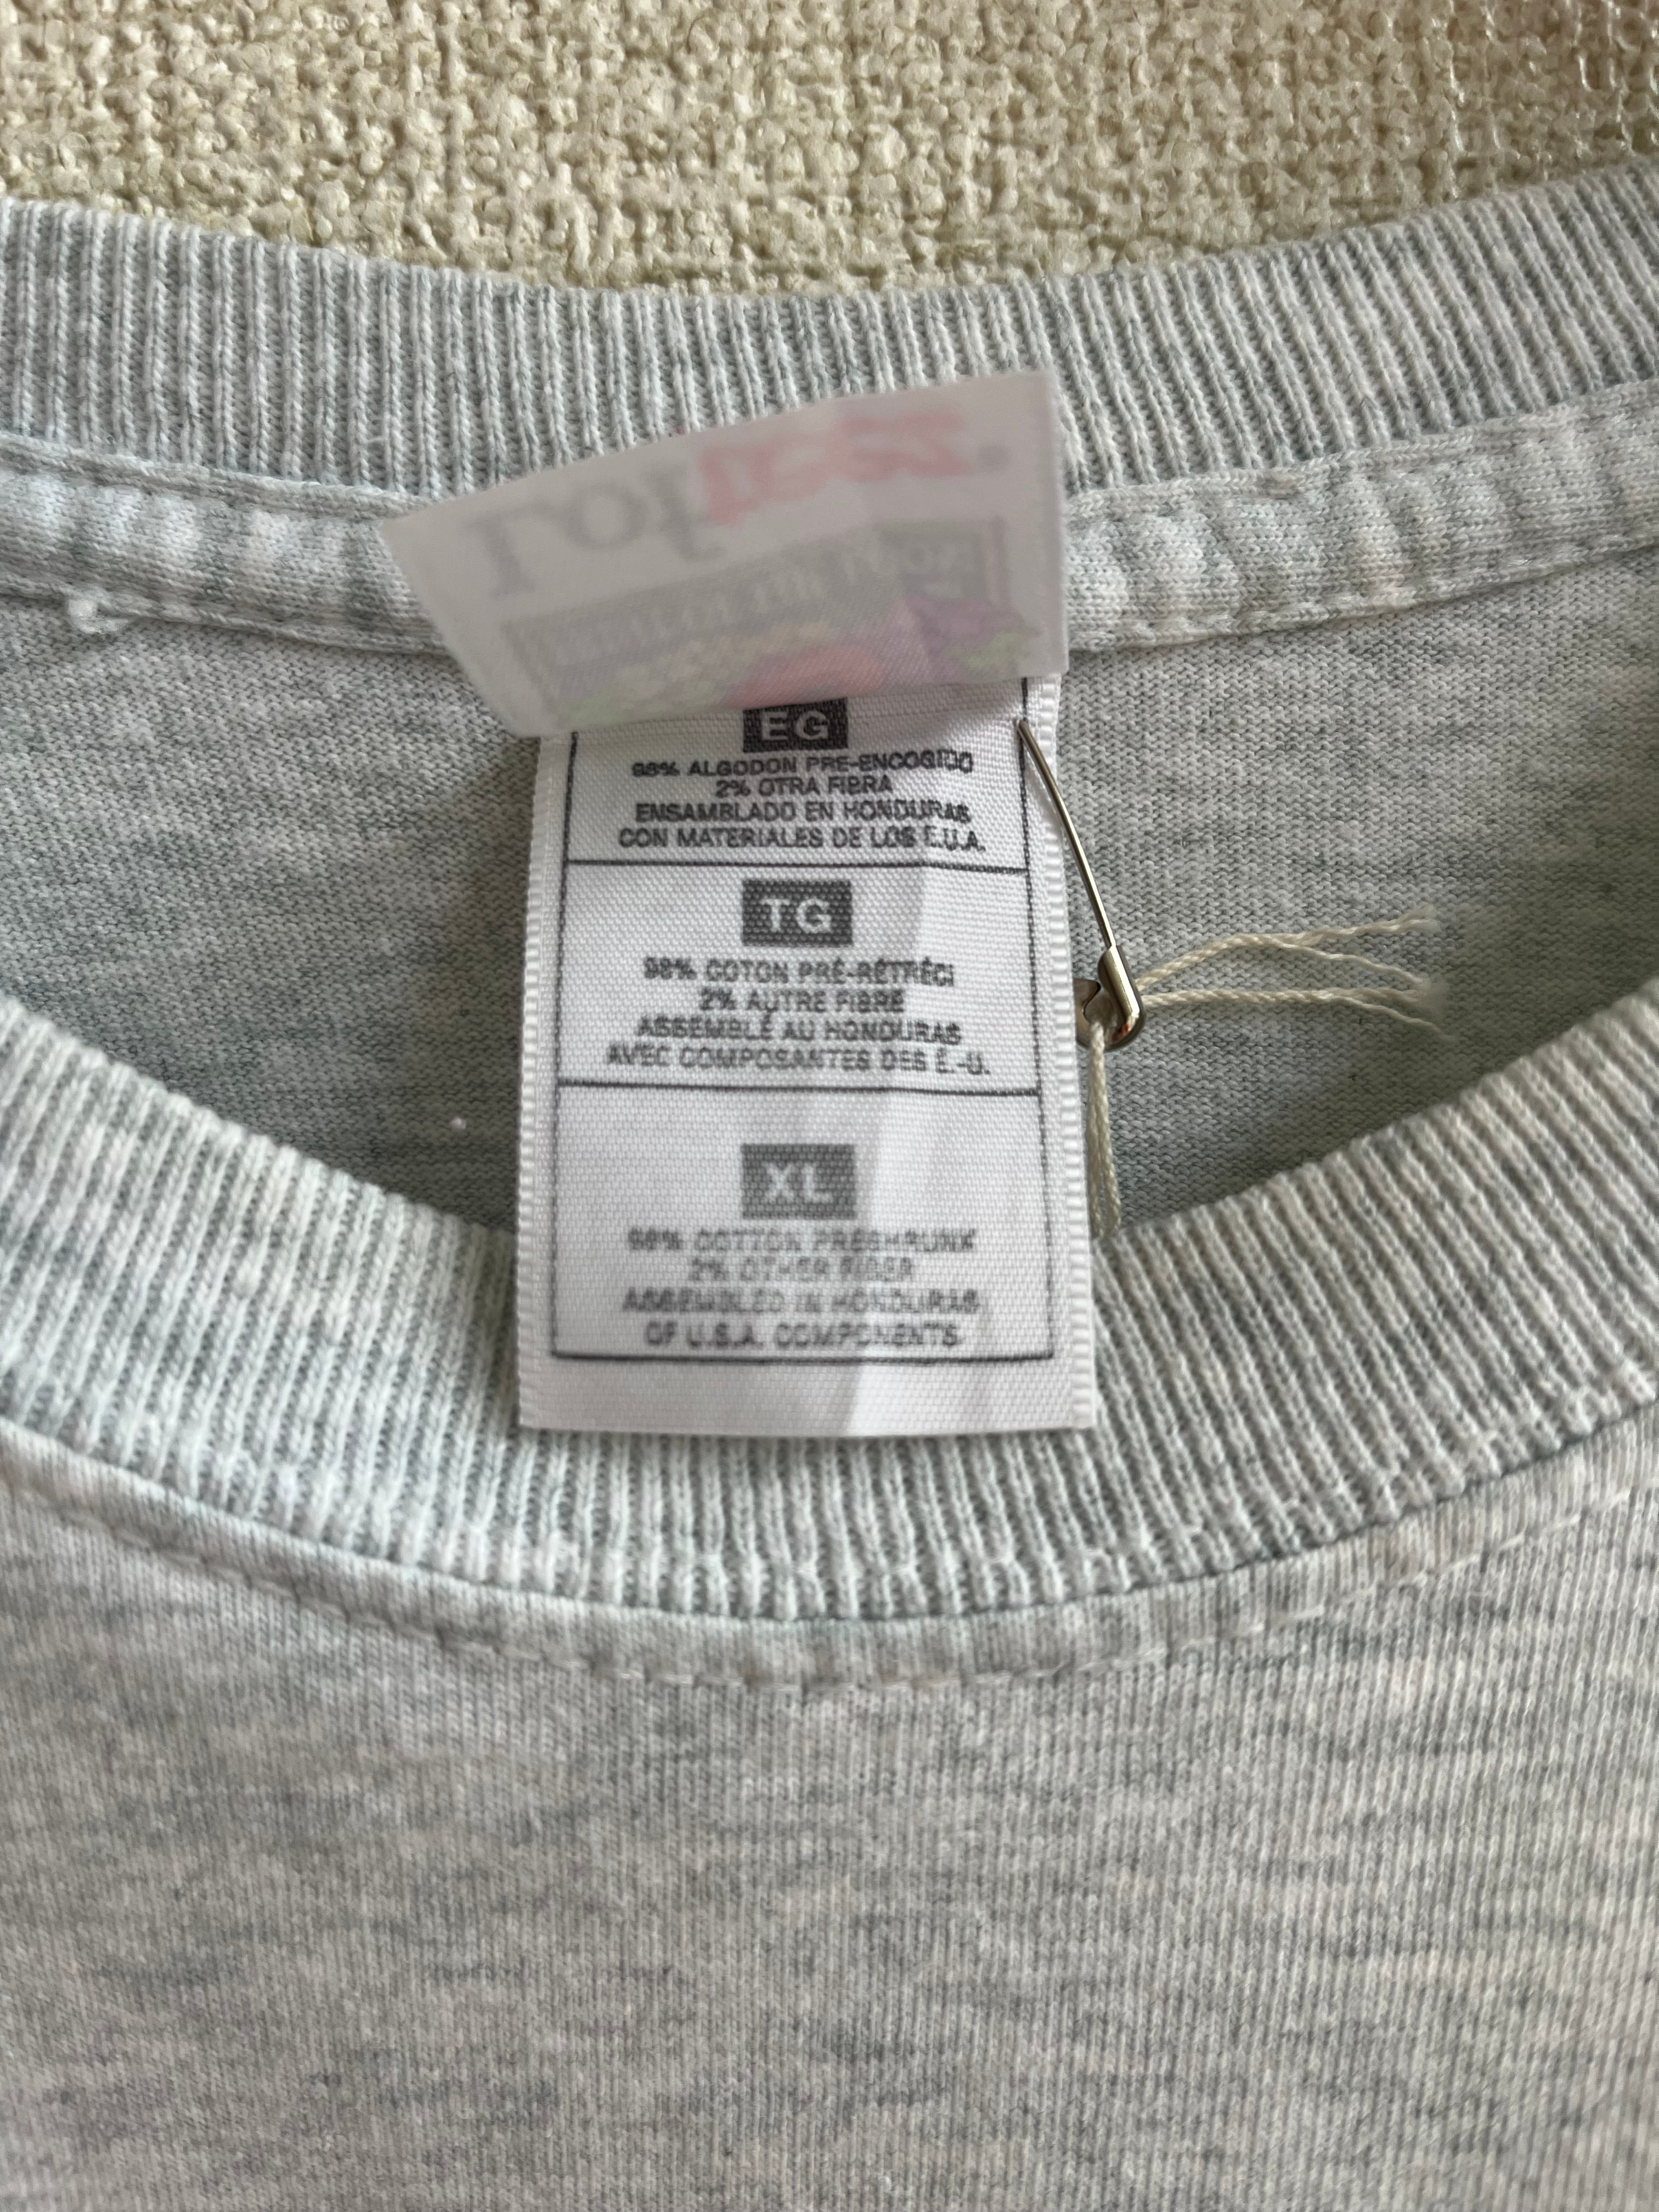 Lofteez
EG
98% ALGODON PRE-ENCOGIDO
2% OTRA FIBRA
ENSAMBLADO EN HONDURAS
CON MATERIALES DE LOS E.U.A.
TG
98% COTON PRÉ-RÉTRÉCI
2% AUTRE FIBRE
ASSEMBLÉ AU HONDURAS
AVEC COMPOSANTES DES É.-U.
XL
98% COTTON PRESHRUNK
2% OTHER FIBER
ASSEMBLED IN HONDURAS
OF U.S.A. COMPONENTS